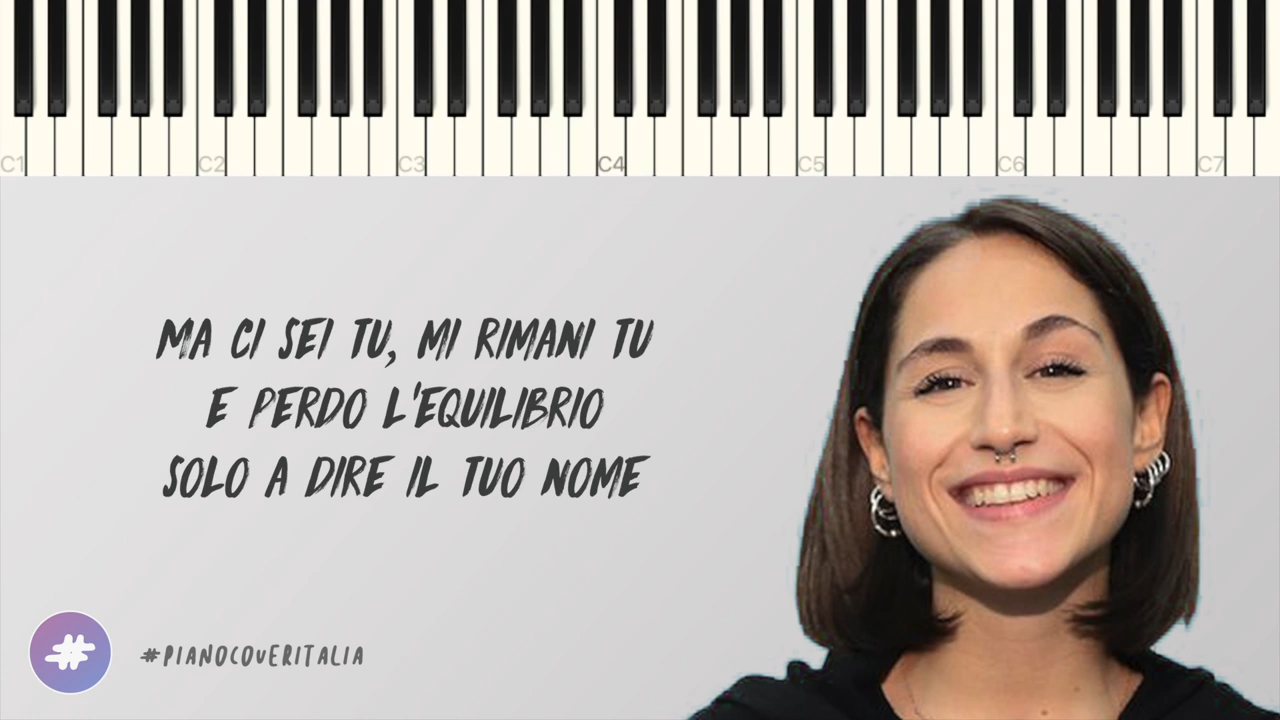 C1 C2 C3 C4 C5 C6 C7
MA CI SEI TU, MI RIMANI TU
E PERDO L'EQUILIBRIO
SOLO A DIRE IL TUO NOME
#PIANOCOVERITALIA